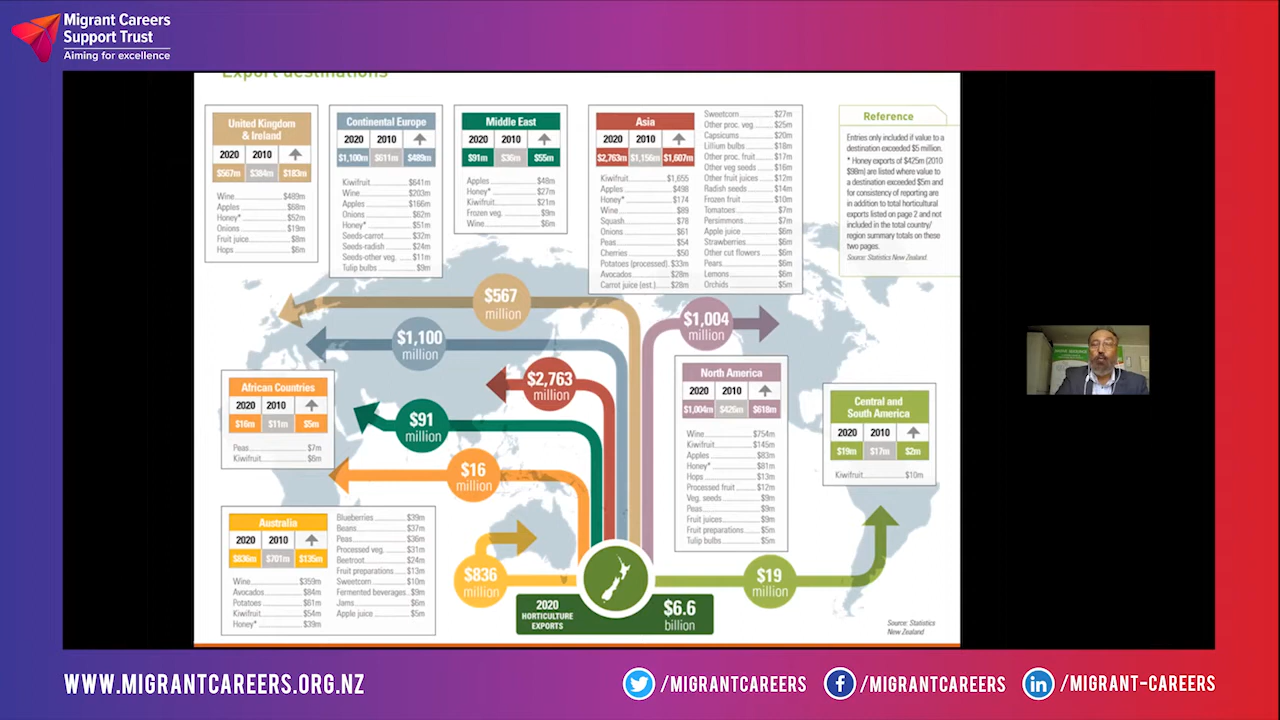 Migrant Careers
Support Trust
Aiming for excellence
Export destinations
United Kingdom
& Ireland
2020 2010
$567m $384m $183m
Wine $489m
Apples $68m
Honey* $52m
Onions $19m
Fruit juice $8m
Hops $6m
Continental Europe
2020 2010
$1,100m $611m $489m
Kiwifruit $641m
Wine $203m
Apples $166m
Onions $62m
Honey* $51m
Seeds-carrot $32m
Seeds-radish $24m
Seeds-other veg. $11m
Tulip bulbs $9m
Middle East
2020 2010
$91m $36m $55m
Apples $48m
Honey* $27m
Kiwifruit $21m
Frozen veg. $9m
Wine $6m
Asia
2020 2010
$2,763m $1,156m $1,607m
Kiwifruit $1,655
Apples $498
Honey* $174
Wine $89
Squash $78
Onions $61
Peas $54
Cherries $50
Potatoes (processed) $33m
Avocados $28m
Carrot juice (est.) $28m
Sweetcorn $27m
Other proc. veg $25m
Capsicums $20m
Lillium bulbs $18m
Other proc. fruit $17m
Other veg seeds $16m
Other fruit juices $12m
Radish seeds $14m
Frozen fruit $10m
Tomatoes $7m
Persimmons $7m
Apple juice $6m
Strawberries $6m
Other cut flowers $6m
Pears $6m
Lemons $6m
Orchids $5m
Reference
Entries only included if value to a
destination exceeded $5 million.
* Honey exports of $425m (2010
$98m) are listed where value
to a destination exceeded $5m and
for consistency of reporting are
in addition to total horticultural
exports listed on page 2 and not
included in the total country/
region summary totals on these
two pages.
Source: Statistics New Zealand.
$567
million
$1,100
million
$2,763
million
$91
million
$16
million
$836
million
$1,004
million
$19
million
African Countries
2020 2010
$16m $11m $5m
Peas $7m
Kiwifruit $6m
North America
2020 2010
$1,004m $426m $618m
Wine $754m
Kiwifruit $145m
Apples $83m
Honey* $81m
Hops $13m
Processed fruit $12m
Veg. seeds $9m
Peas $9m
Fruit juices $9m
Fruit preparations $5m
Tulip bulbs $5m
Central and
South America
2020 2010
$19m $17m $2m
Kiwifruit $10m
Australia
2020 2010
$836m $701m $135m
Wine $359m
Avocados $84m
Potatoes $61m
Kiwifruit $54m
Honey* $39m
Blueberries $39m
Beans $37m
Peas $36m
Processed veg. $31m
Beetroot $24m
Fruit preparations $13m
Sweetcorn $10m
Fermented beverages $9m
Jams $6m
Apple juice $5m
2020
HORTICULTURE
EXPORTS
$6.6
billion
Source: Statistics
New Zealand
WWW.MIGRANTCAREERS.ORG.NZ
/MIGRANTCAREERS
/MIGRANTCAREERS
/MIGRANT-CAREERS